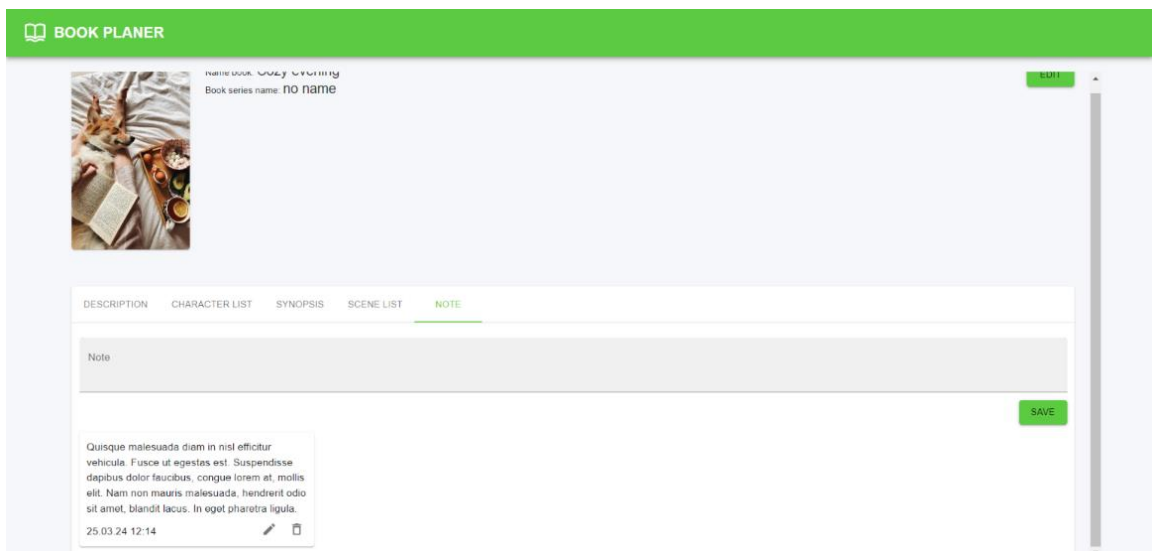 BOOK PLANER
Name book: Cozy evening
EDIT
Book series name: no name
DESCRIPTION CHARACTER LIST SYNOPSIS SCENE LIST NOTE
Note
SAVE
Quisque malesuada diam in nisl efficitur
vehicula. Fusce ut egestas est. Suspendisse
dapibus dolor faucibus, congue lorem at, mollis
elit. Nam non mauris malesuada, hendrerit odio
sit amet, blandit lacus. In eget pharetra ligula.
25.03.24 12:14